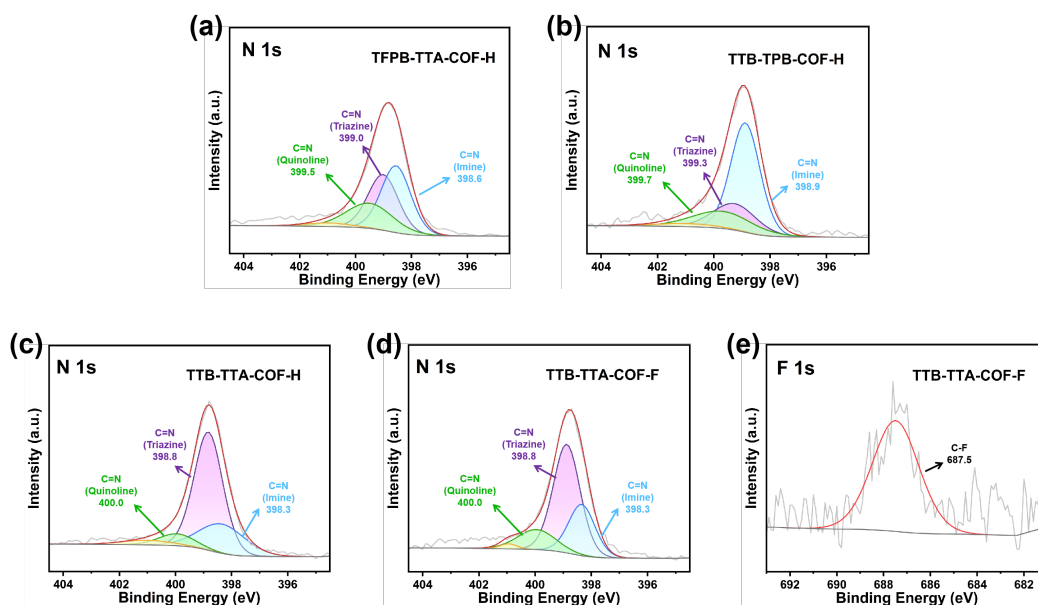 (a)
N 1s
TFPB-TTA-COF-H
C=N
(Triazine)
399.0
C=N
(Quinoline)
399.5
C=N
(Imine)
398.6
Intensity (a.u.)
404 402 400 398 396
Binding Energy (eV)
(b)
N 1s
TTB-TPB-COF-H
C=N
(Triazine)
399.3
C=N
(Quinoline)
399.7
C=N
(Imine)
398.9
Intensity (a.u.)
404 402 400 398 396
Binding Energy (eV)
(c)
N 1s
TTB-TTA-COF-H
C=N
(Triazine)
398.8
C=N
(Quinoline)
400.0
C=N
(Imine)
398.3
Intensity (a.u.)
404 402 400 398 396
Binding Energy (eV)
(d)
N 1s
TTB-TTA-COF-F
C=N
(Triazine)
398.8
C=N
(Quinoline)
400.0
C=N
(Imine)
398.3
Intensity (a.u.)
404 402 400 398 396
Binding Energy (eV)
(e)
F 1s
TTB-TTA-COF-F
C-F
687.5
Intensity (a.u.)
692 690 688 686 684 682
Binding Energy (eV)